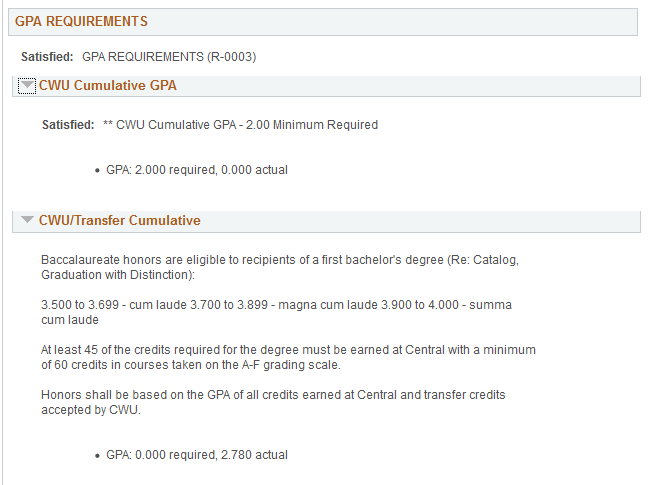 GPA REQUIREMENTS
Satisfied: GPA REQUIREMENTS (R-0003)
CWU Cumulative GPA
Satisfied: ** CWU Cumulative GPA - 2.00 Minimum Required
• GPA: 2.000 required, 0.000 actual
CWU/Transfer Cumulative
Baccalaureate honors are eligible to recipients of a first bachelor's degree (Re: Catalog,
Graduation with Distinction):
3.500 to 3.699 - cum laude 3.700 to 3.899 - magna cum laude 3.900 to 4.000 - summa
cum laude
At least 45 of the credits required for the degree must be earned at Central with a minimum
of 60 credits in courses taken on the A-F grading scale.
Honors shall be based on the GPA of all credits earned at Central and transfer credits
accepted by CWU.
• GPA: 0.000 required, 2.780 actual